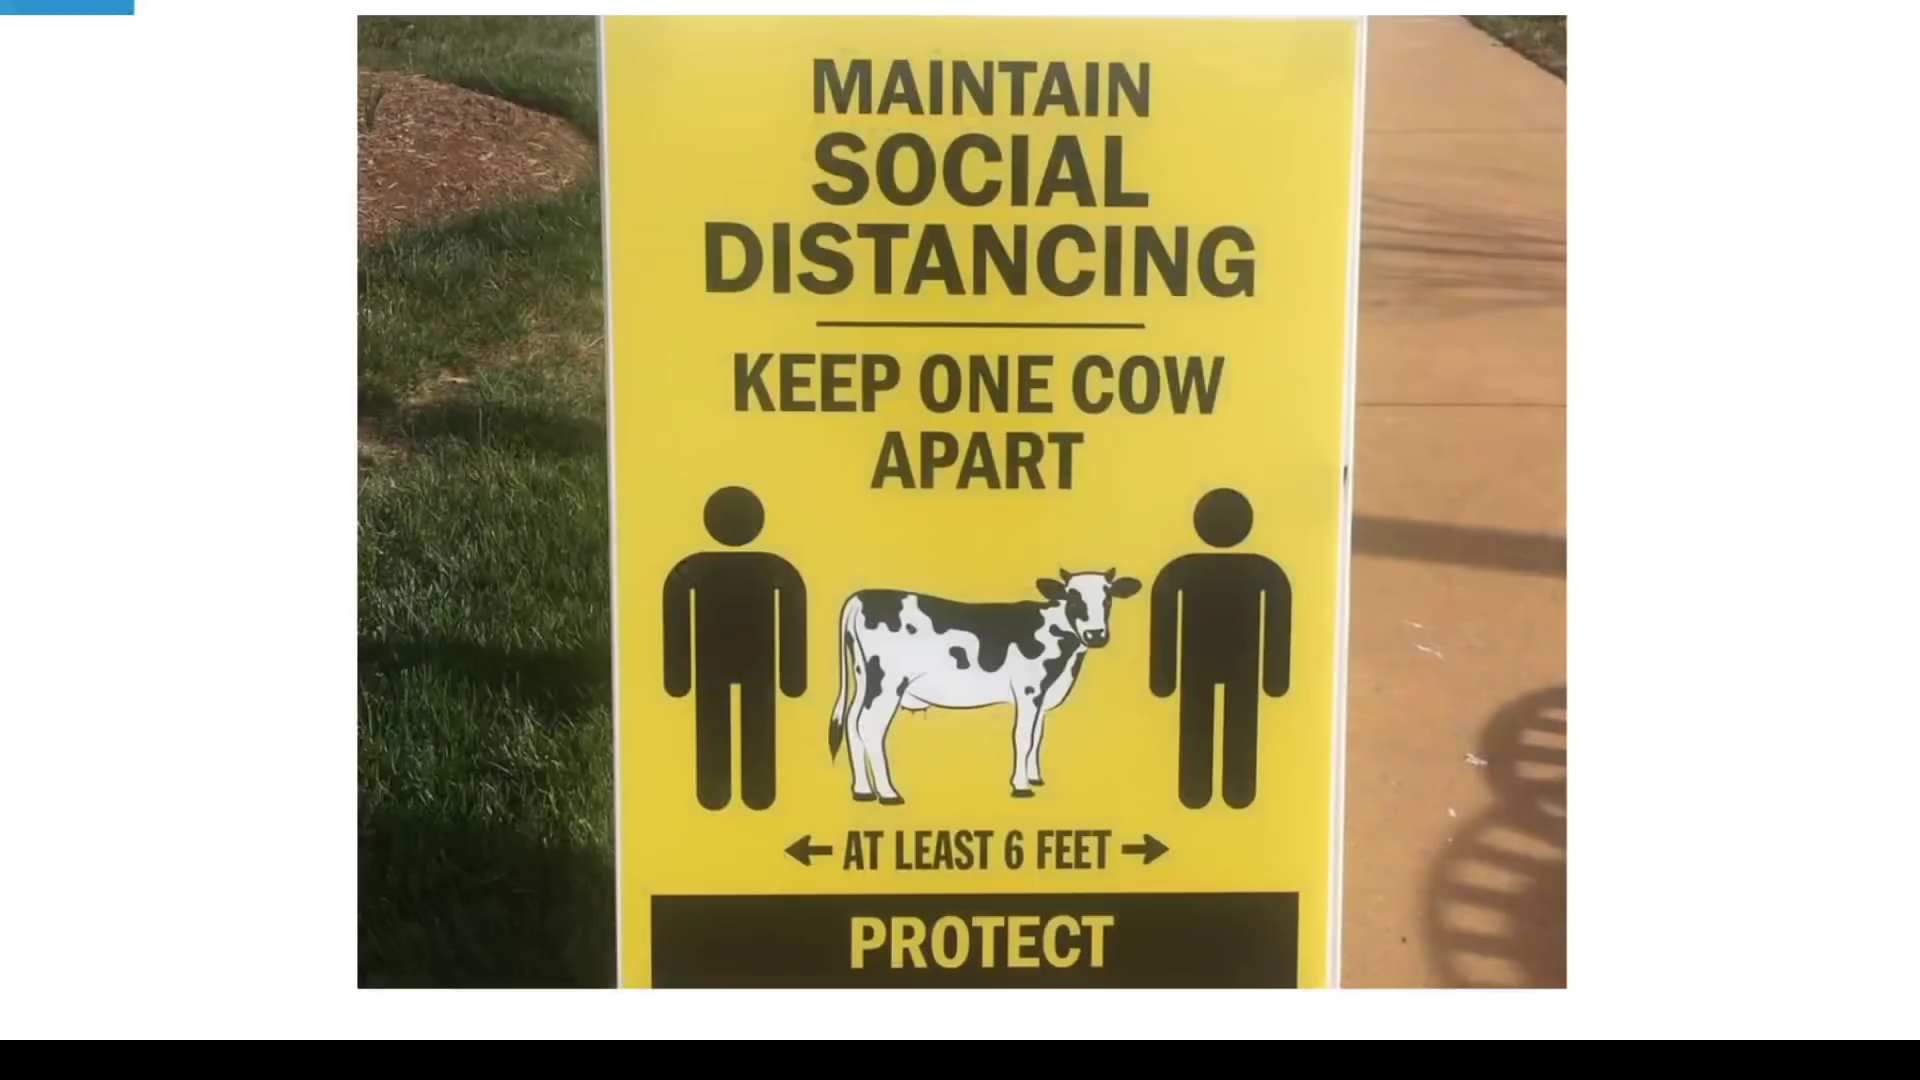 MAINTAIN
SOCIAL
DISTANCING
KEEP ONE COW
APART
← AT LEAST 6 FEET →
PROTECT